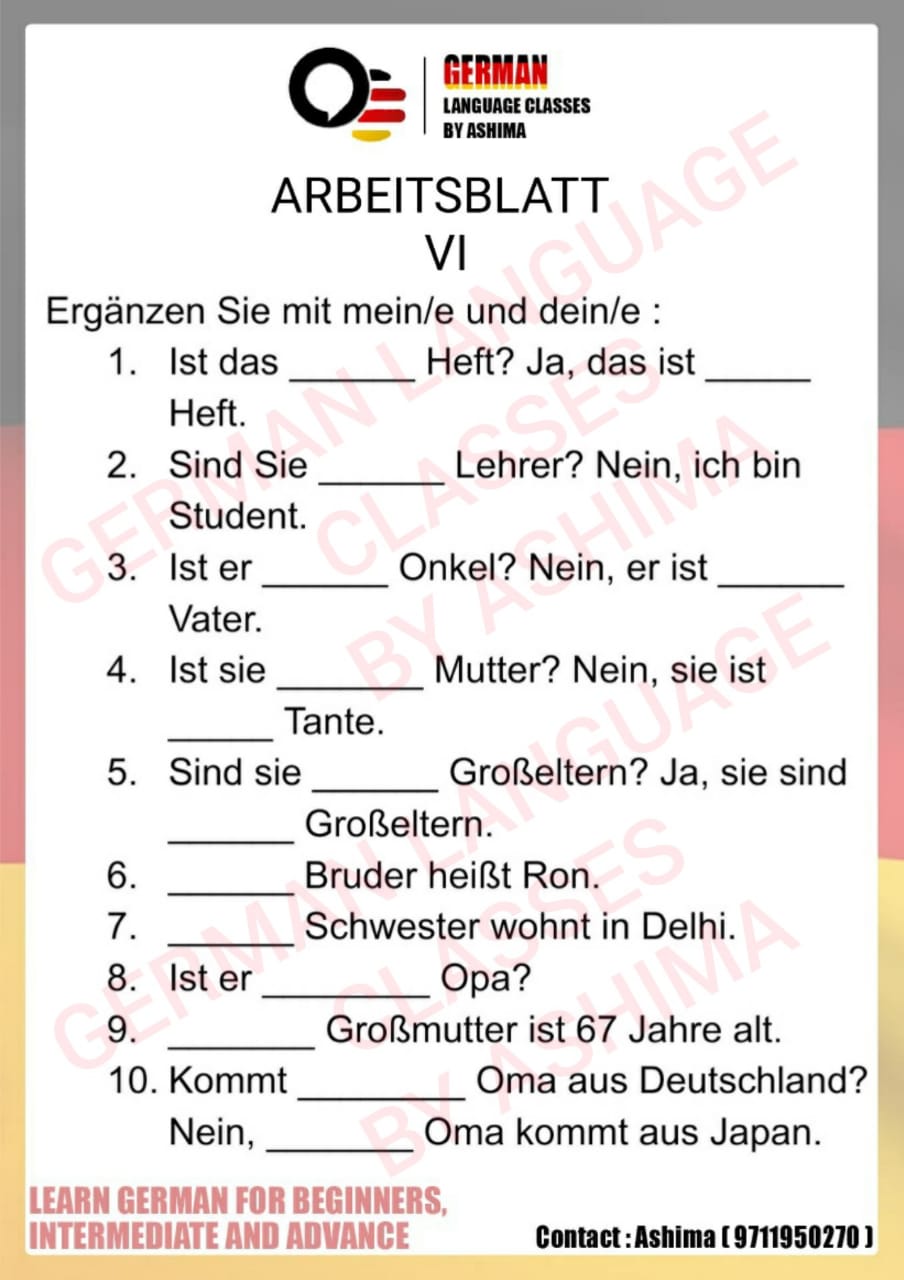 GERMAN
LANGUAGE CLASSES
BY ASHIMA
ARBEITSBLATT
VI
Ergänzen Sie mit mein/e und dein/e :
1. Ist das ______ Heft? Ja, das ist _____
Heft.
2. Sind Sie ______ Lehrer? Nein, ich bin
Student.
3. Ist er ______ Onkel? Nein, er ist ______
Vater.
4. Ist sie _______ Mutter? Nein, sie ist
_____ Tante.
5. Sind sie ______ Großeltern? Ja, sie sind
______ Großeltern.
6. ______ Bruder heißt Ron.
7. ______ Schwester wohnt in Delhi.
8. Ist er ________ Opa?
9. _______ Großmutter ist 67 Jahre alt.
10. Kommt ________ Oma aus Deutschland?
Nein, _______ Oma kommt aus Japan.
GERMAN LANGUAGE
CLASSES
BY ASHIMA
GERMAN LANGUAGE
CLASSES
BY ASHIMA
LEARN GERMAN FOR BEGINNERS,
INTERMEDIATE AND ADVANCE
Contact : Ashima ( 9711950270 )